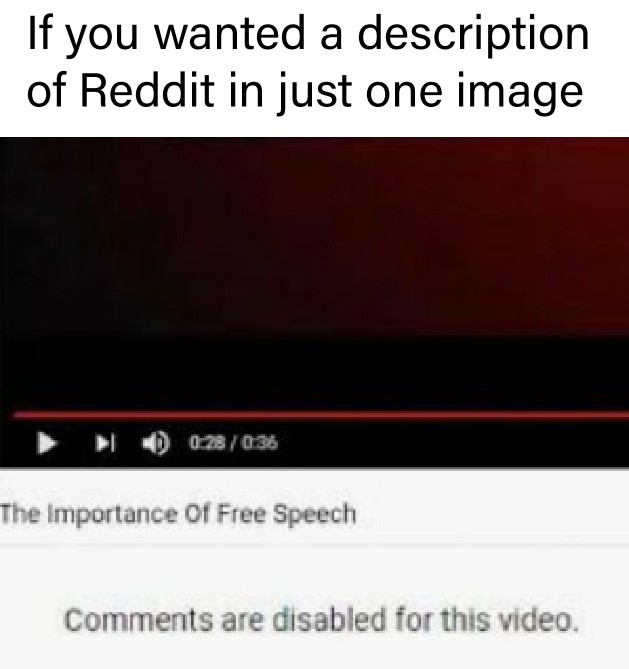 If you wanted a description
of Reddit in just one image
0:28 / 0:36
The Importance Of Free Speech
Comments are disabled for this video.